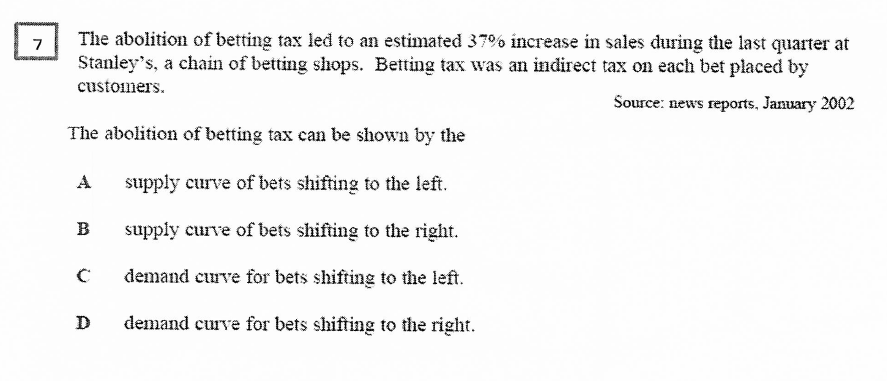 7
The abolition of betting tax led to an estimated 37% increase in sales during the last quarter at
Stanley's, a chain of betting shops. Betting tax was an indirect tax on each bet placed by
customers.
Source: news reports, January 2002
The abolition of betting tax can be shown by the
A supply curve of bets shifting to the left.
B supply curve of bets shifting to the right.
C demand curve for bets shifting to the left.
D demand curve for bets shifting to the right.